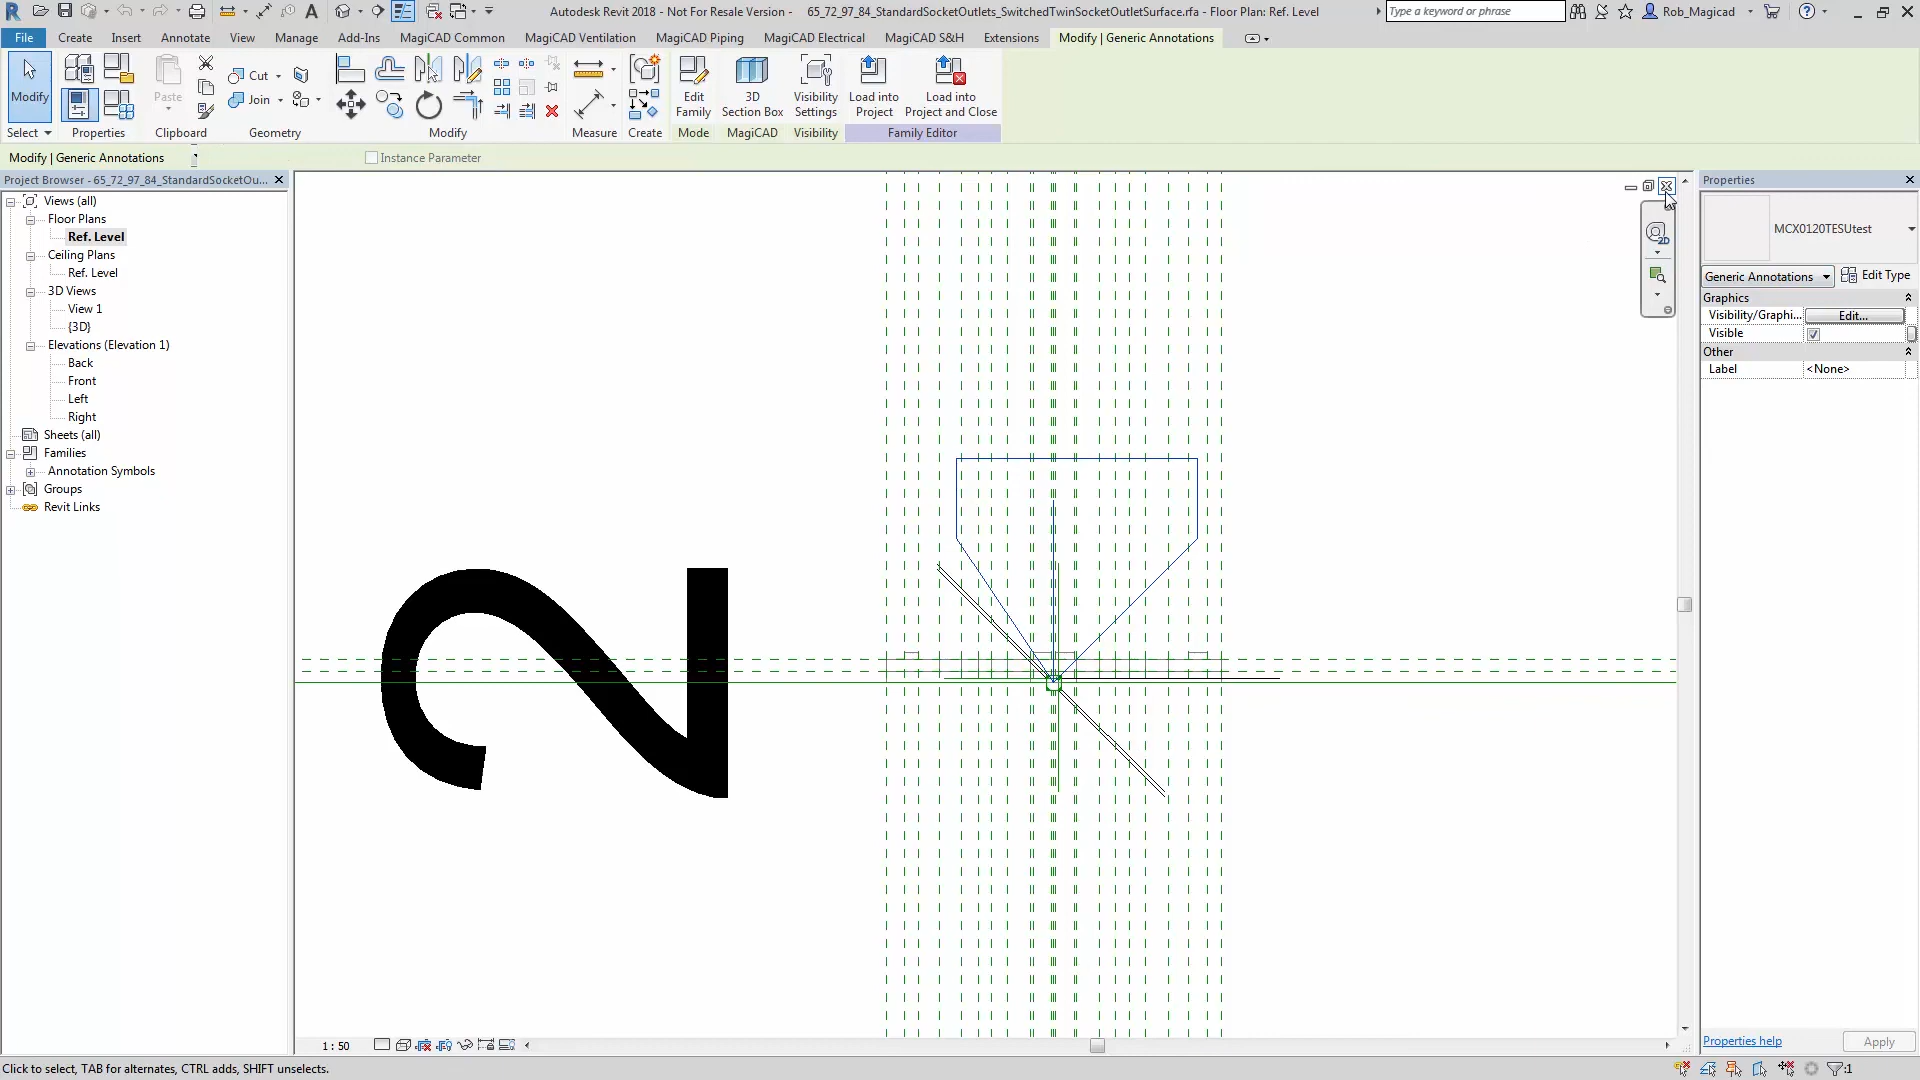 Autodesk Revit 2018 - Not For Resale Version - 65_72_97_84_StandardSocketOutlets_SwitchedTwinSocketOutletSurface.rfa - Floor Plan: Ref. Level
Type a keyword or phrase
Rob_Magicad
File Create Insert Annotate View Manage Add-Ins MagiCAD Common MagiCAD Ventilation MagiCAD Piping MagiCAD Electrical MagiCAD S&H Extensions Modify | Generic Annotations
Modify
Paste
Cut
Join
Edit Family
3D Section Box
Visibility Settings
Load into Project
Load into Project and Close
Select Properties Clipboard Geometry Modify Measure Create Mode MagiCAD Visibility Family Editor
Modify | Generic Annotations
Instance Parameter
Project Browser - 65_72_97_84_StandardSocketOu...
Views (all)
Floor Plans
Ref. Level
Ceiling Plans
Ref. Level
3D Views
View 1
{3D}
Elevations (Elevation 1)
Back
Front
Left
Right
Sheets (all)
Families
Annotation Symbols
Groups
Revit Links
2
2D
Properties
MCX0120TESUtest
Generic Annotations
Edit Type
Graphics
Visibility/Graphi... Edit...
Visible
Other
Label <None>
Properties help
Apply
1 : 50
Click to select, TAB for alternates, CTRL adds, SHIFT unselects.
:1